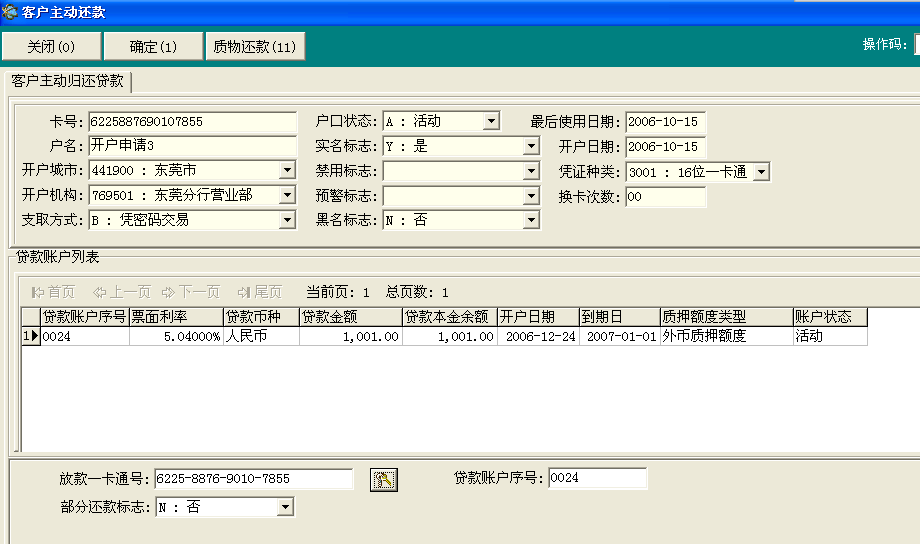 客户主动还款
关闭(0) 确定(1) 质物还款(11) 操作码:
客户主动归还贷款
卡号: 6225887690107855 户口状态: A : 活动 最后使用日期: 2006-10-15
户名: 开户申请3 实名标志: Y : 是 开户日期: 2006-10-15
开户城市: 441900 : 东莞市 禁用标志: 凭证种类: 3001 : 16位一卡通
开户机构: 769501 : 东莞分行营业部 预警标志: 换卡次数: 00
支取方式: B : 凭密码交易 黑名标志: N : 否
贷款账户列表
首页 上一页 下一页 尾页 当前页: 1 总页数: 1
贷款账户序号 票面利率 贷款币种 贷款金额 贷款本金余额 开户日期 到期日 质押额度类型 账户状态
1 0024 5.04000% 人民币 1,001.00 1,001.00 2006-12-24 2007-01-01 外币质押额度 活动
放款一卡通号: 6225-8876-9010-7855 贷款账户序号: 0024
部分还款标志: N : 否